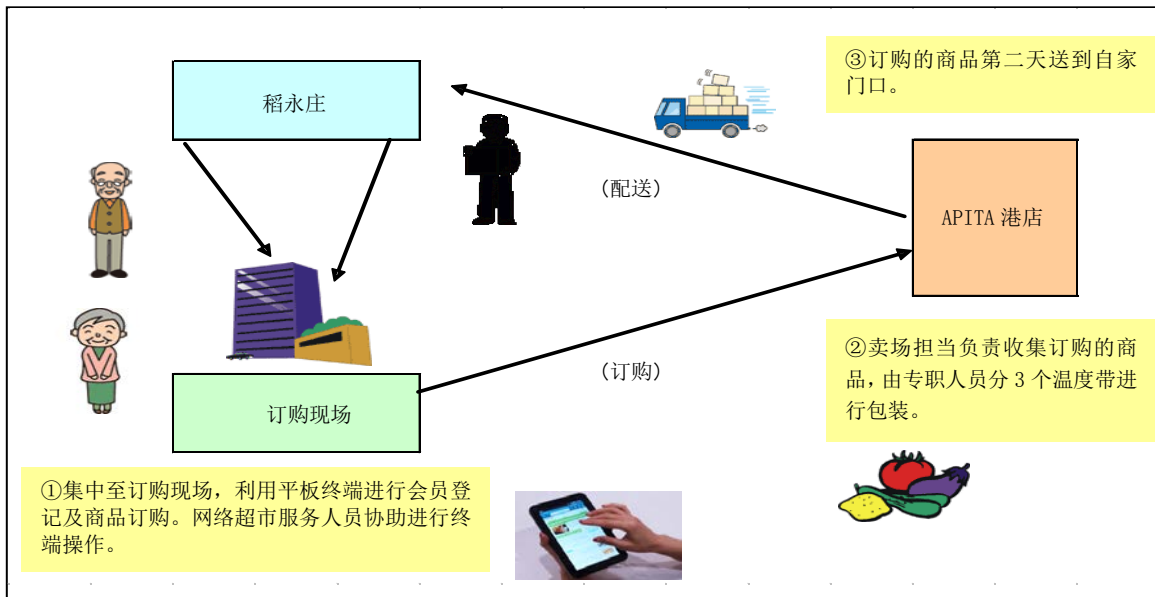 ③订购的商品第二天送到自家
门口。
稻永庄
(配送)
APITA 港店
②卖场担当负责收集订购的商
品，由专职人员分 3 个温度带进
行包装。
(订购)
订购现场
①集中至订购现场，利用平板终端进行会员登
记及商品订购。网络超市服务人员协助进行终
端操作。